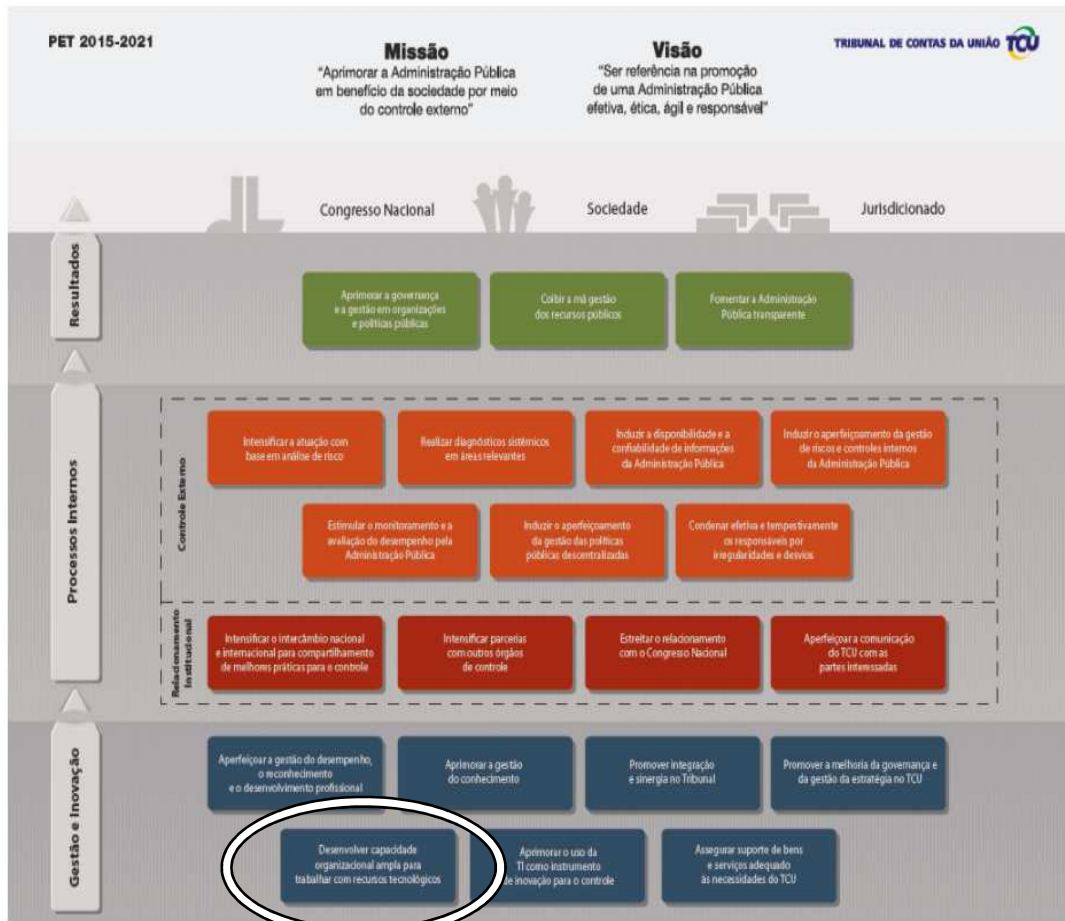 PET 2015-2021
Missão
"Aprimorar a Administração Pública
em benefício da sociedade por meio
do controle externo"
Visão
"Ser referência na promoção
de uma Administração Pública
efetiva, ética, ágil e responsável"
TRIBUNAL DE CONTAS DA UNIÃO TCU
Congresso Nacional
Sociedade
Jurisdicionado
Resultados
Aprimorar a governança
e a gestão em organizações
e políticas públicas
Coibir a má gestão
dos recursos públicos
Fomentar a Administração
Pública transparente
Processos Internos
Controle Externo
Intensificar a atuação com
base em análise de risco
Realizar diagnósticos sistêmicos
em áreas relevantes
Induzir a disponibilidade e a
confiabilidade de informações
da Administração Pública
Induzir o aperfeiçoamento da gestão
de riscos e controles internos
da Administração Pública
Estimular o monitoramento e a
avaliação do desempenho pela
Administração Pública
Induzir o aperfeiçoamento
da gestão das políticas
públicas descentralizadas
Condenar efetiva e tempestivamente
os responsáveis por
irregularidades e desvios
Relacionamento
Institucional
Intensificar o intercâmbio nacional
e internacional para compartilhamento
de melhores práticas para o controle
Intensificar parcerias
com outros órgãos
de controle
Estreitar o relacionamento
com o Congresso Nacional
Aperfeiçoar a comunicação
do TCU com as
partes interessadas
Gestão e Inovação
Aperfeiçoar a gestão do desempenho,
o reconhecimento
e o desenvolvimento profissional
Aprimorar a gestão
do conhecimento
Promover integração
e sinergia no Tribunal
Promover a melhoria da governança e
da gestão da estratégia no TCU
Desenvolver capacidade
organizacional ampla para
trabalhar com recursos tecnológicos
Aprimorar o uso da
TI como instrumento
de inovação para o controle
Assegurar suporte de bens
e serviços adequado
às necessidades do TCU